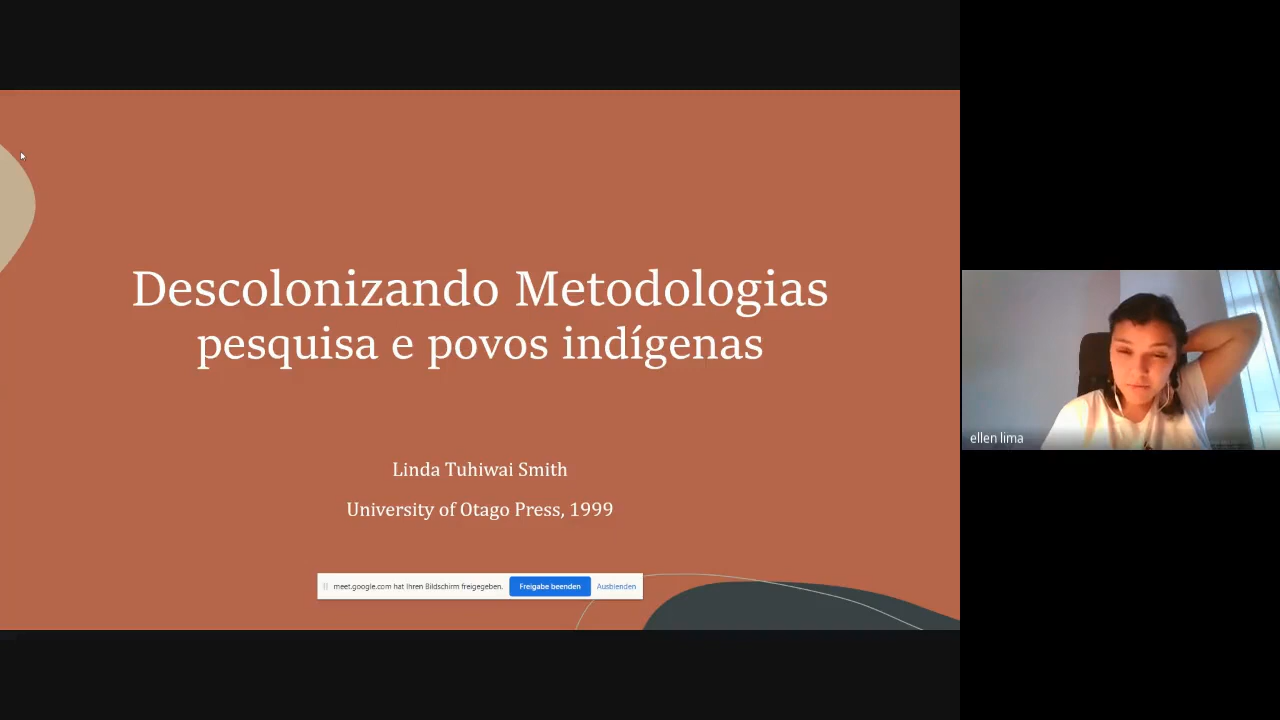 Descolonizando Metodologias
pesquisa e povos indígenas
Linda Tuhiwai Smith
University of Otago Press, 1999
meet.google.com hat Ihren Bildschirm freigegeben. Freigabe beenden Ausblenden
ellen lima